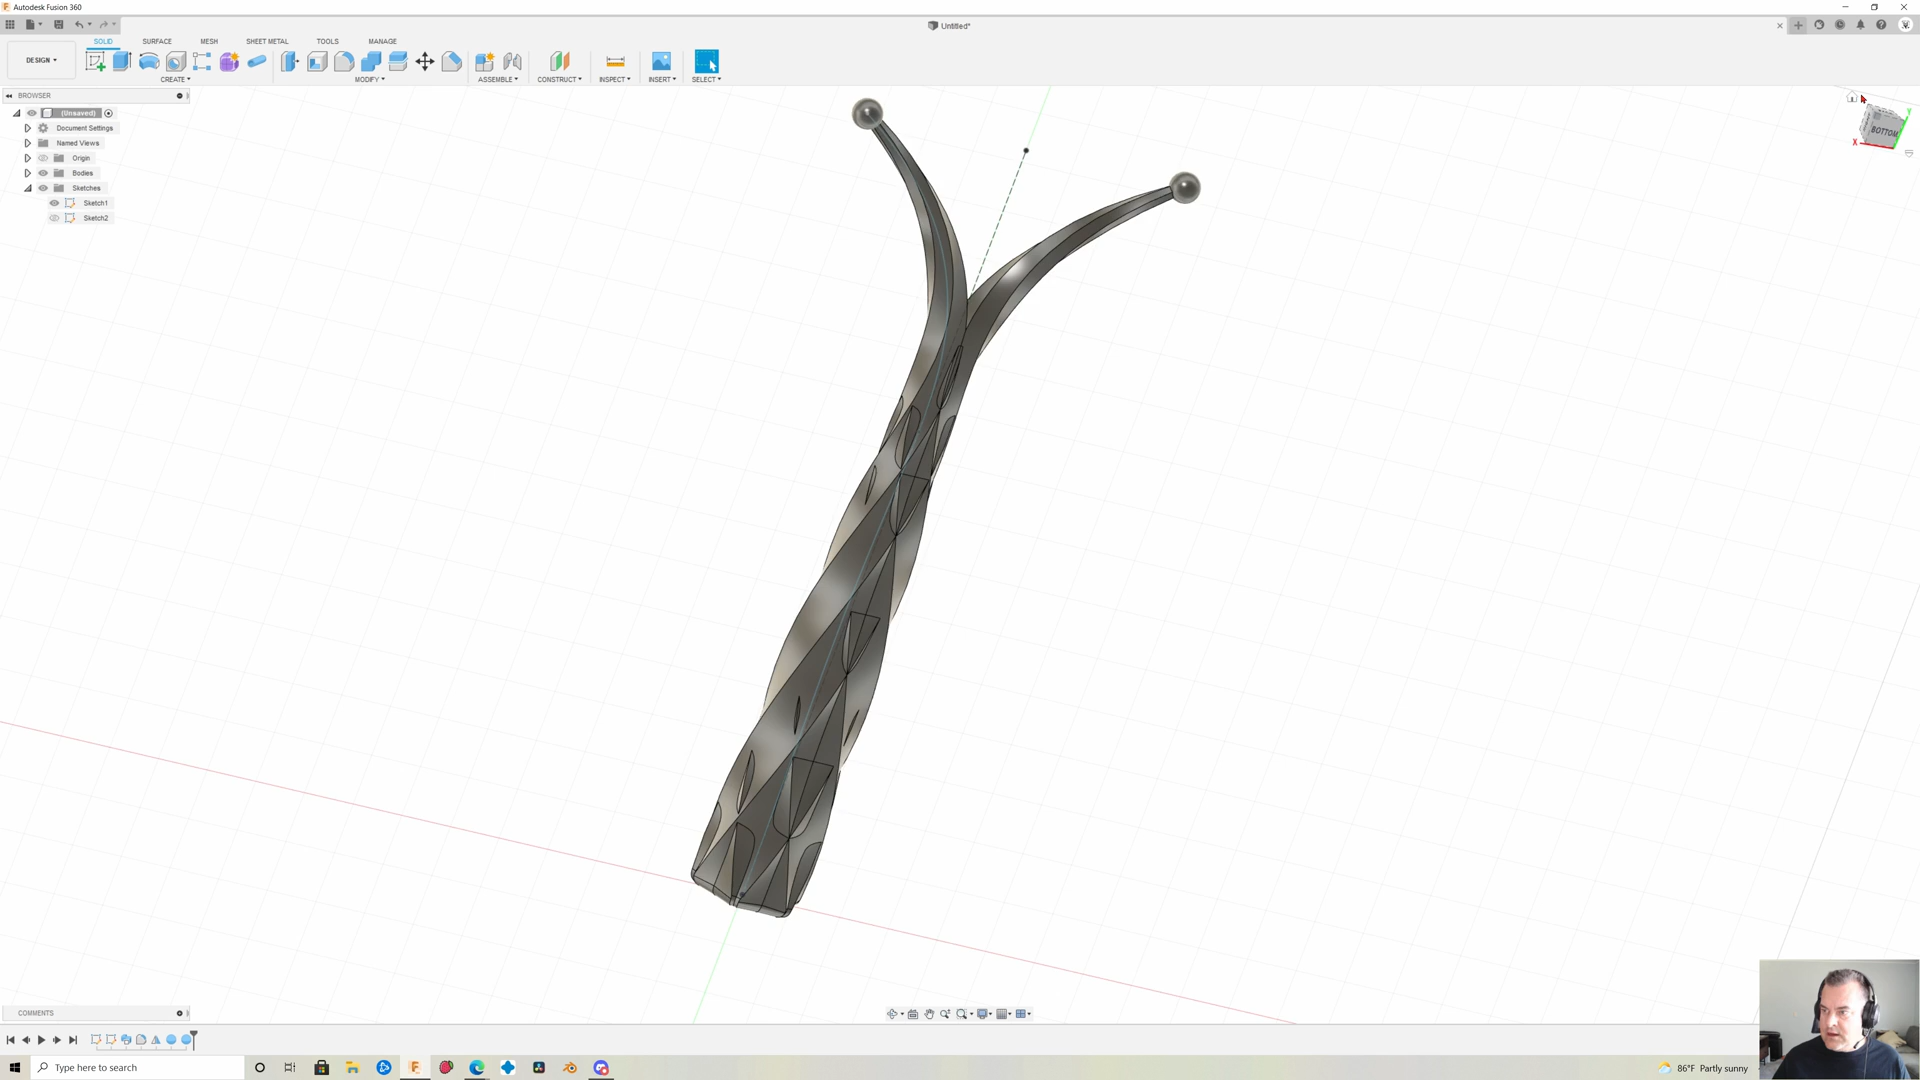 Autodesk Fusion 360
Untitled*
DESIGN
SOLID
SURFACE
MESH
SHEET METAL
TOOLS
MANAGE
CREATE
MODIFY
ASSEMBLE
CONSTRUCT
INSPECT
INSERT
SELECT
BROWSER
(Unsaved)
Document Settings
Named Views
Origin
Bodies
Sketches
Sketch1
Sketch2
BOTTOM
Y
X
COMMENTS
Type here to search
86°F Partly sunny